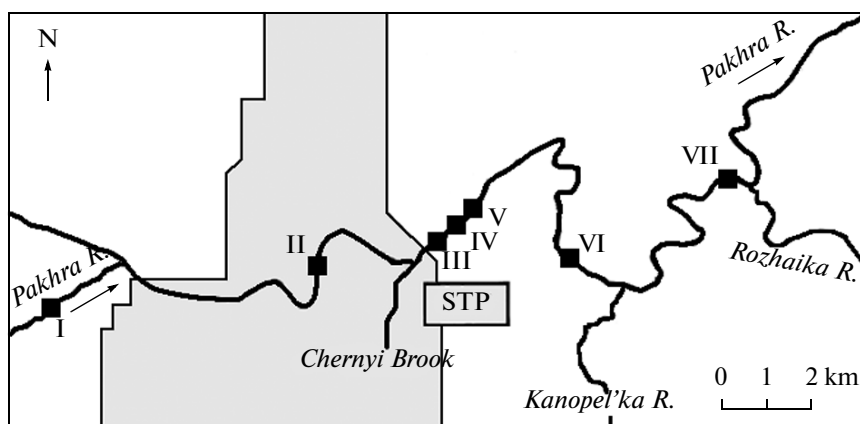 N
Pakhra R.
VII
II
V
IV
III
VI
Pakhra R.
I
Rozhaika R.
STP
Chernyi Brook
0 1 2 km
Kanopel'ka R.